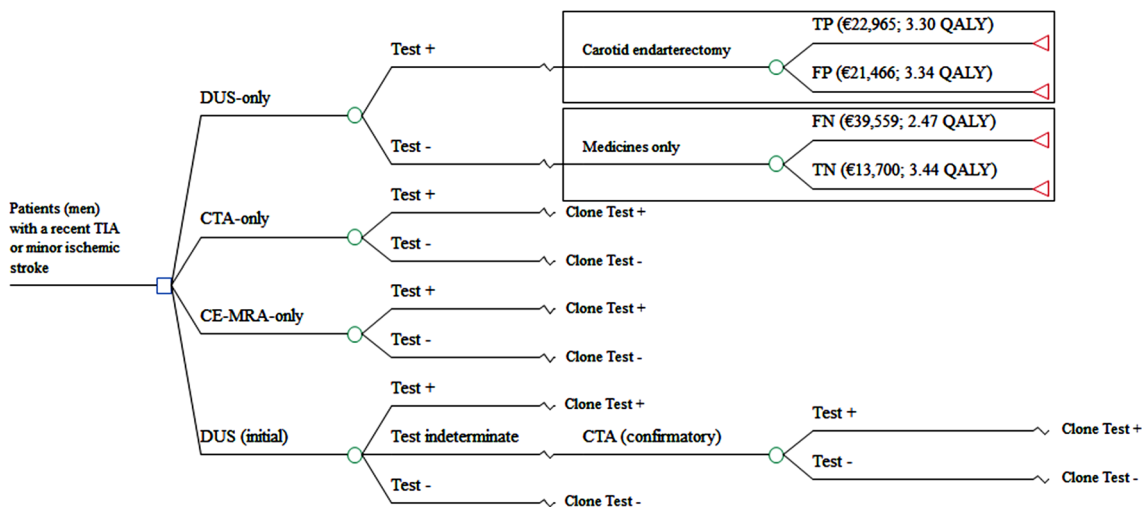 Test +
Carotid endarterectomy
TP (€22,965; 3.30 QALY)
FP (€21,466; 3.34 QALY)
DUS-only
Test -
Medicines only
FN (€39,559; 2.47 QALY)
TN (€13,700; 3.44 QALY)
Patients (men)
with a recent TIA
or minor ischemic
stroke
CTA-only
Test +
Clone Test +
Test -
Clone Test -
CE-MRA-only
Test +
Clone Test +
Test -
Clone Test -
DUS (initial)
Test +
Clone Test +
Test indeterminate
CTA (confirmatory)
Test +
Clone Test +
Test -
Clone Test -
Test -
Clone Test -